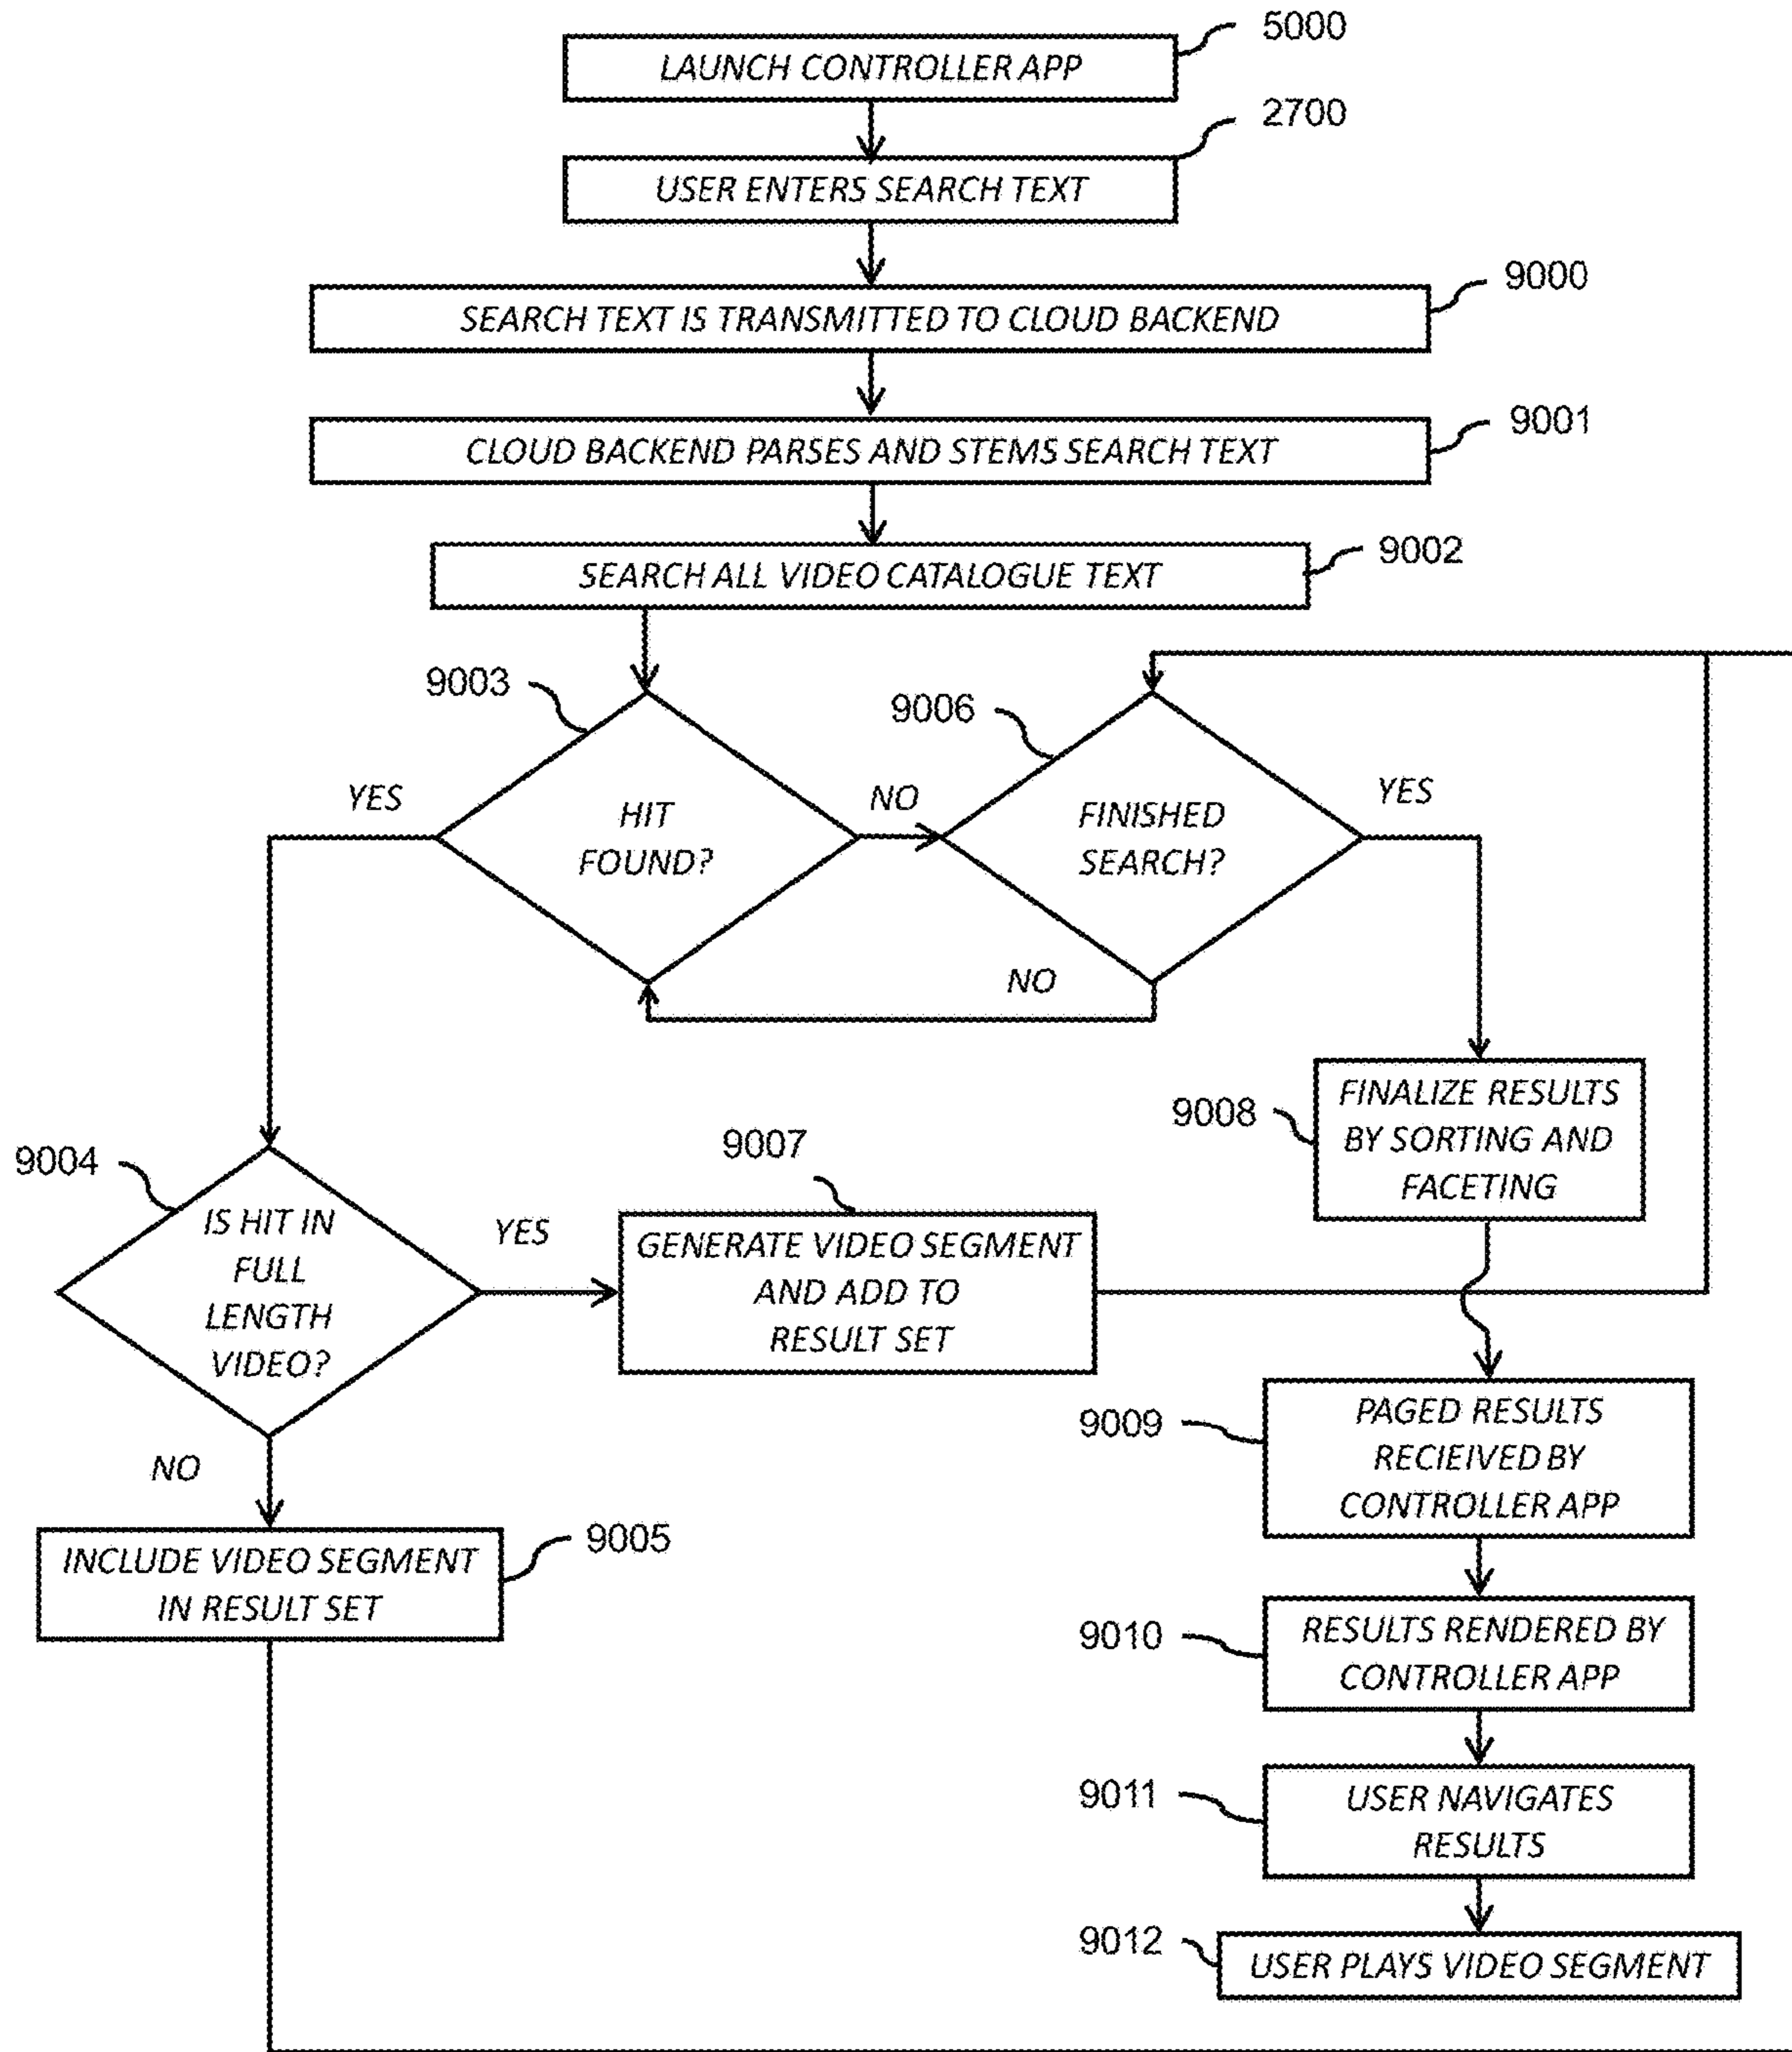 5000
LAUNCH CONTROLLER APP
2700
USER ENTERS SEARCH TEXT
9000
SEARCH TEXT IS TRANSMITTED TO CLOUD BACKEND
9001
CLOUD BACKEND PARSES AND STEMS SEARCH TEXT
9002
SEARCH ALL VIDEO CATALOGUE TEXT
9003
9006
YES
HIT
FOUND?
NO
FINISHED
SEARCH?
YES
NO
9008
FINALIZE RESULTS
BY SORTING AND
FACETING
9004
IS HIT IN
FULL
LENGTH
VIDEO?
YES
9007
GENERATE VIDEO SEGMENT
AND ADD TO
RESULT SET
NO
9009
PAGED RESULTS
RECIEIVED BY
CONTROLLER APP
9005
INCLUDE VIDEO SEGMENT
IN RESULT SET
9010
RESULTS RENDERED BY
CONTROLLER APP
9011
USER NAVIGATES
RESULTS
9012
USER PLAYS VIDEO SEGMENT